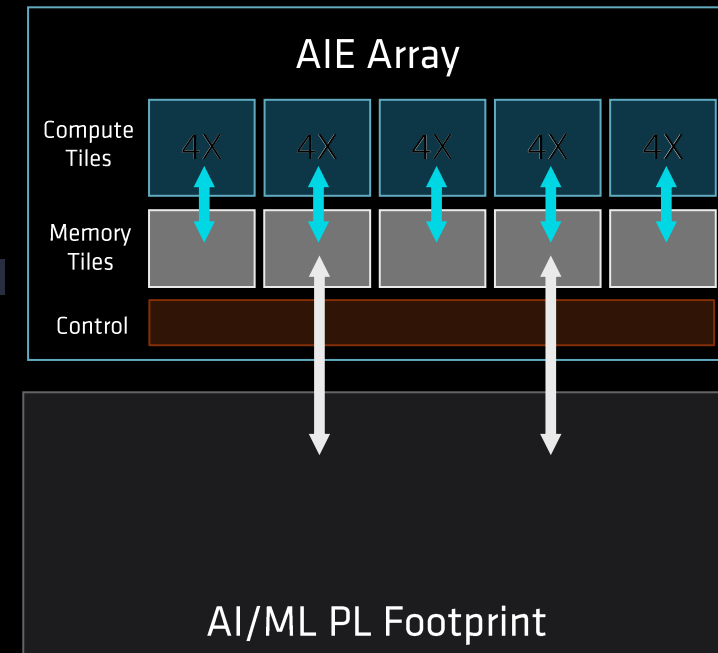 AIE Array
Compute
Tiles
4X 4X 4X 4X 4X
Memory
Tiles
Control
AI/ML PL Footprint